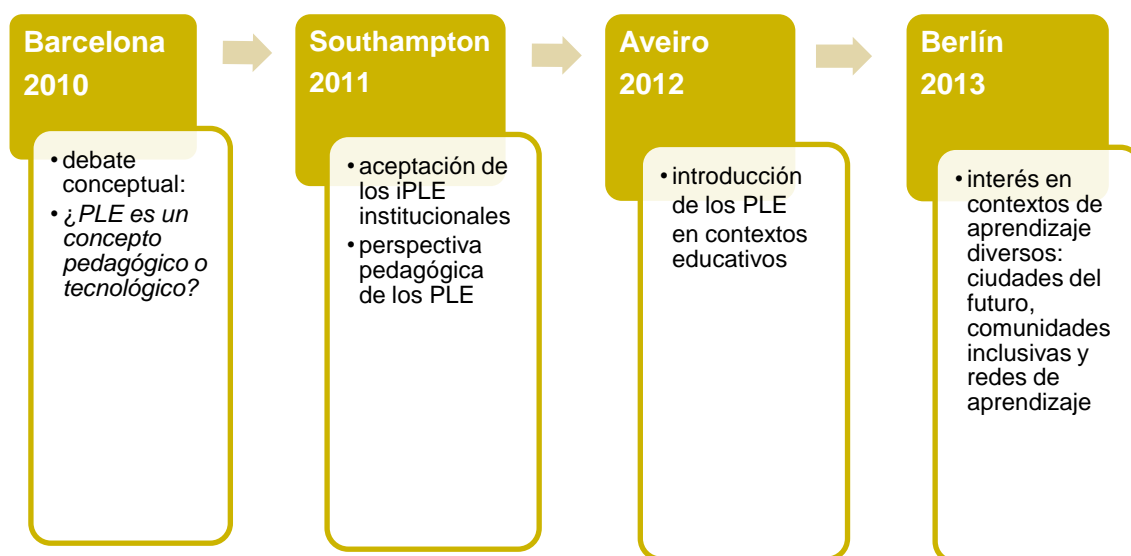 Barcelona
2010
• debate
conceptual:
• ¿PLE es un
concepto
pedagógico o
tecnológico?
Southampton
2011
• aceptación de
los iPLE
institucionales
• perspectiva
pedagógica
de los PLE
Aveiro
2012
• introducción
de los PLE
en contextos
educativos
Berlín
2013
• interés en
contextos de
aprendizaje
diversos:
ciudades del
futuro,
comunidades
inclusivas y
redes de
aprendizaje